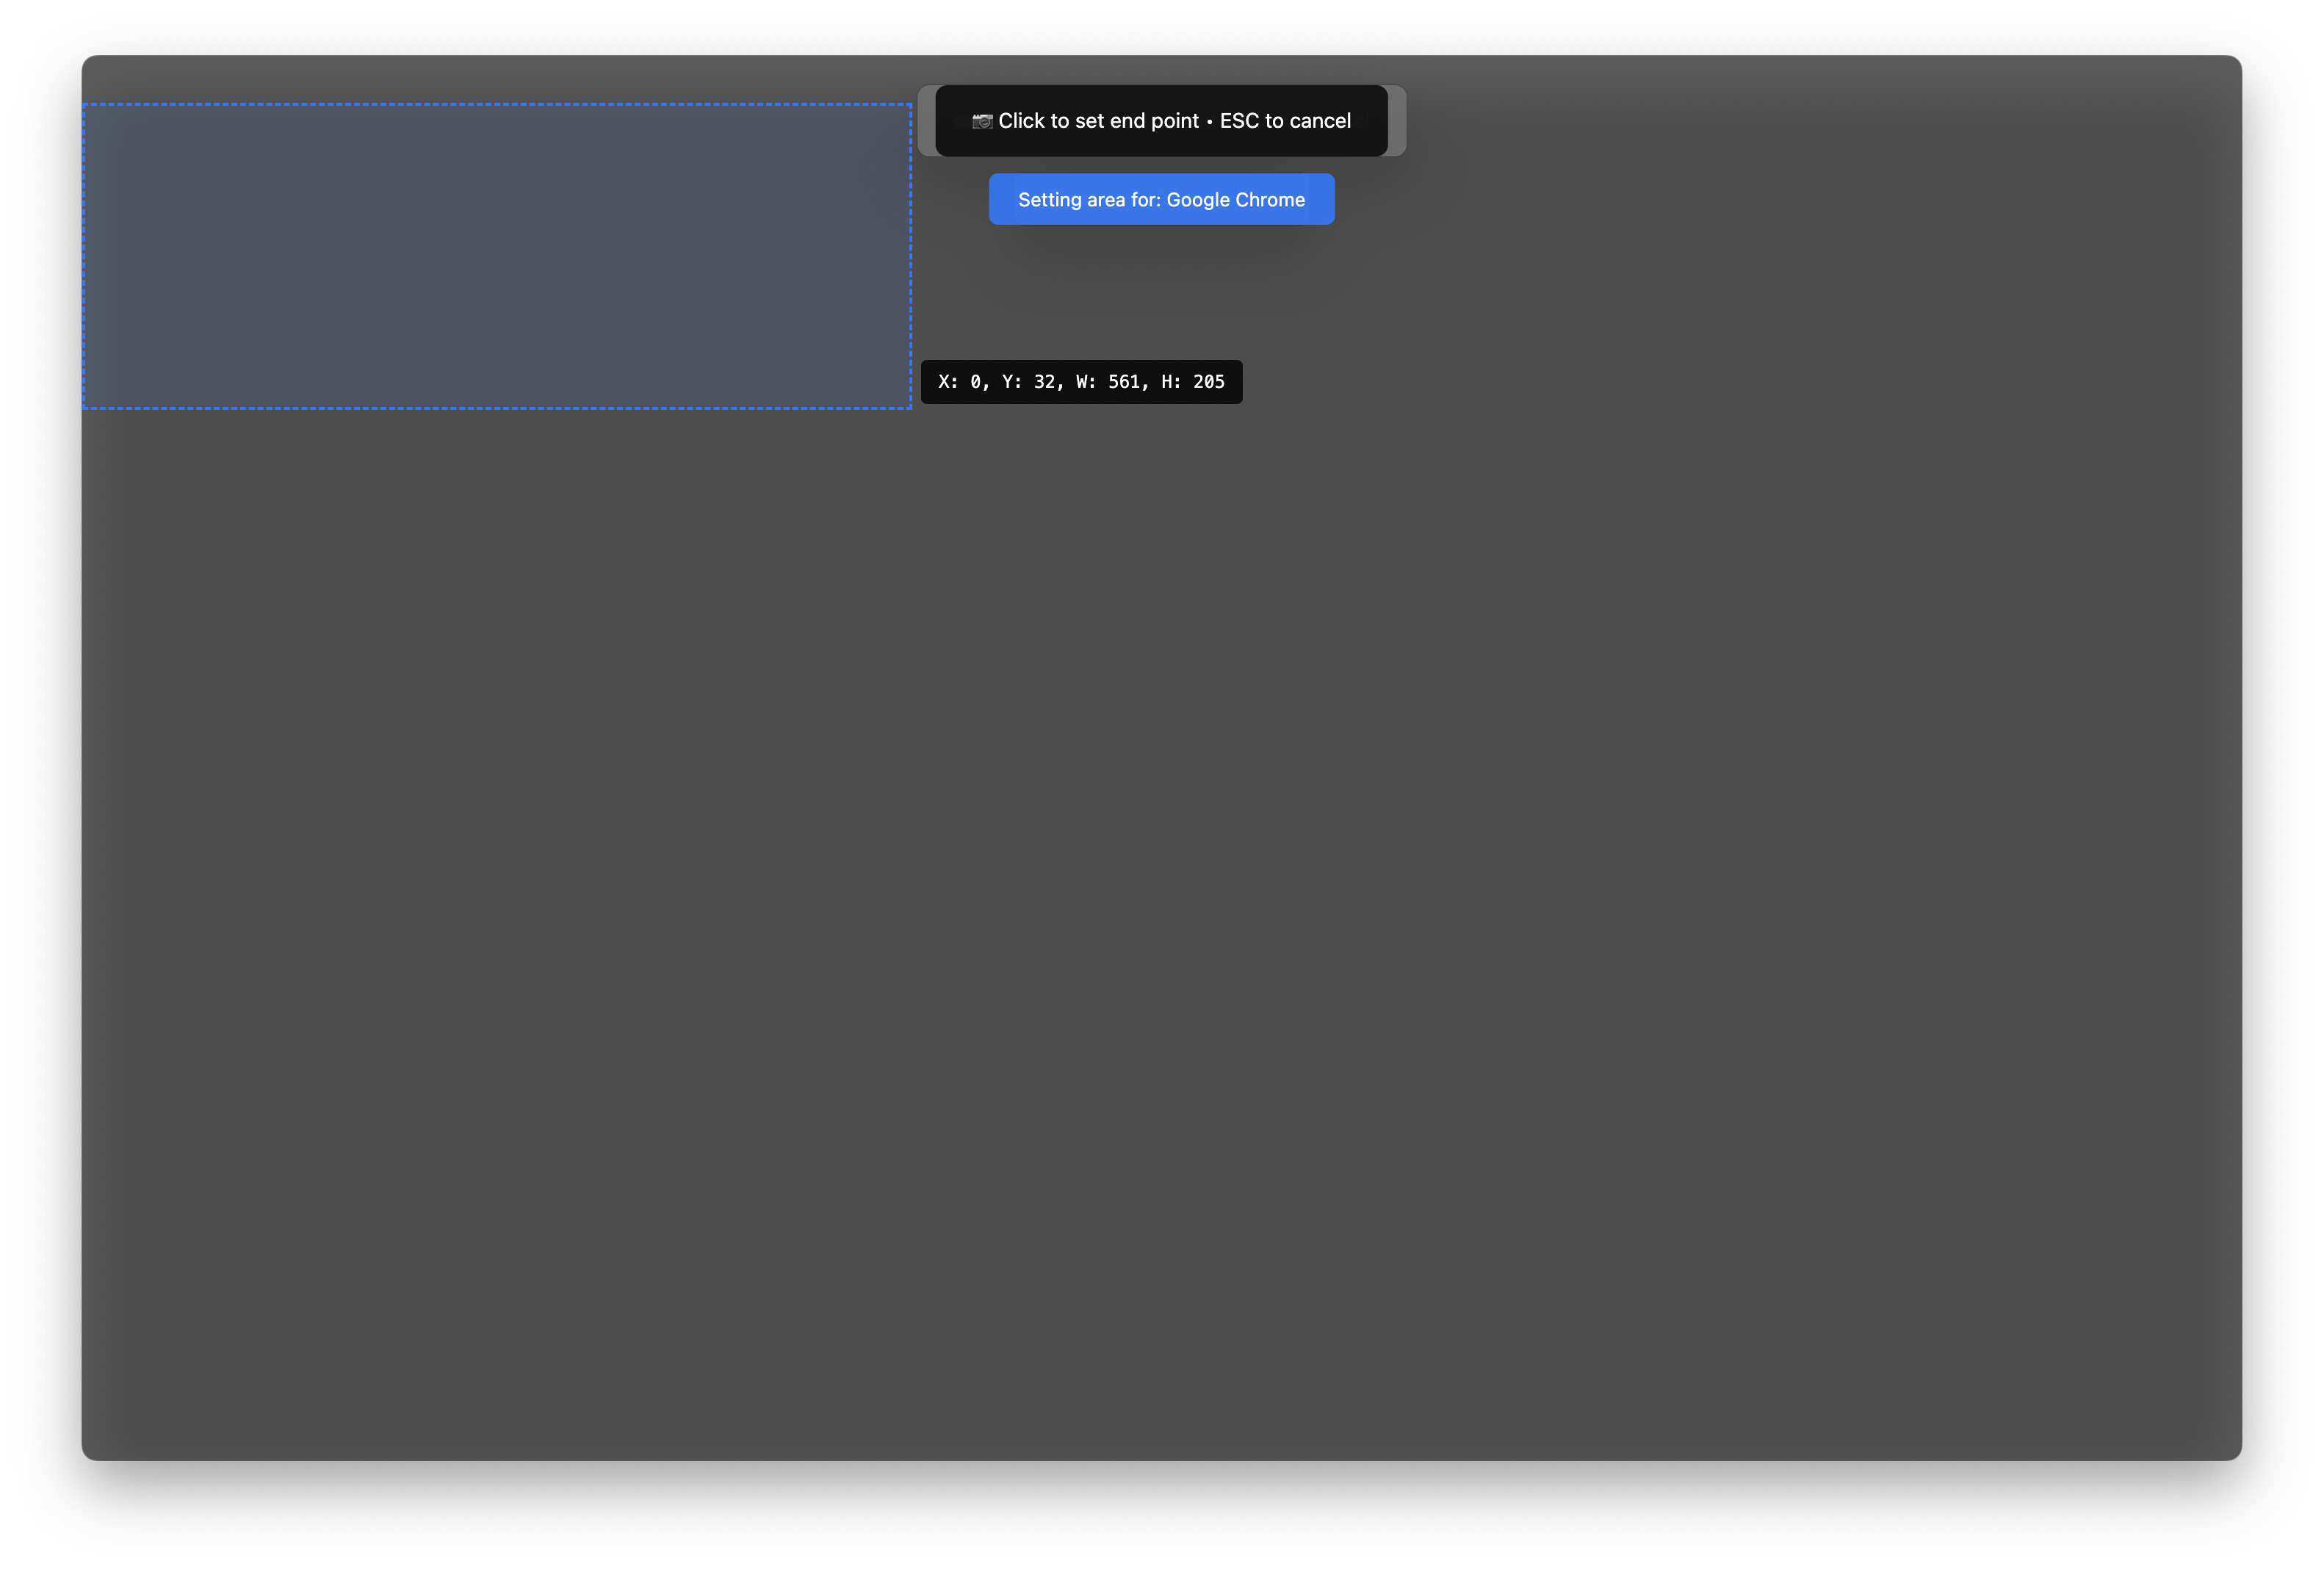 Click to set end point • ESC to cancel
Setting area for: Google Chrome
X: 0, Y: 32, W: 561, H: 205